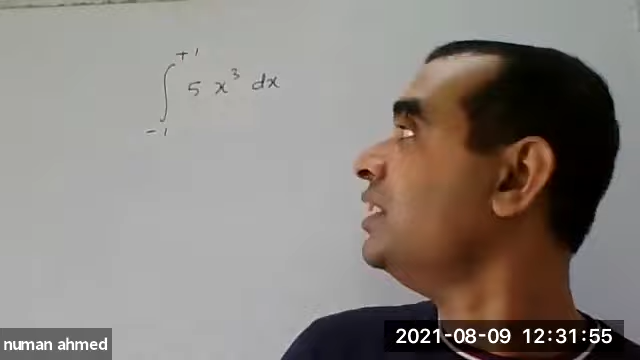 +1
∫ 5 x³ dx
-1
numan ahmed
2021-08-09 12:31:55